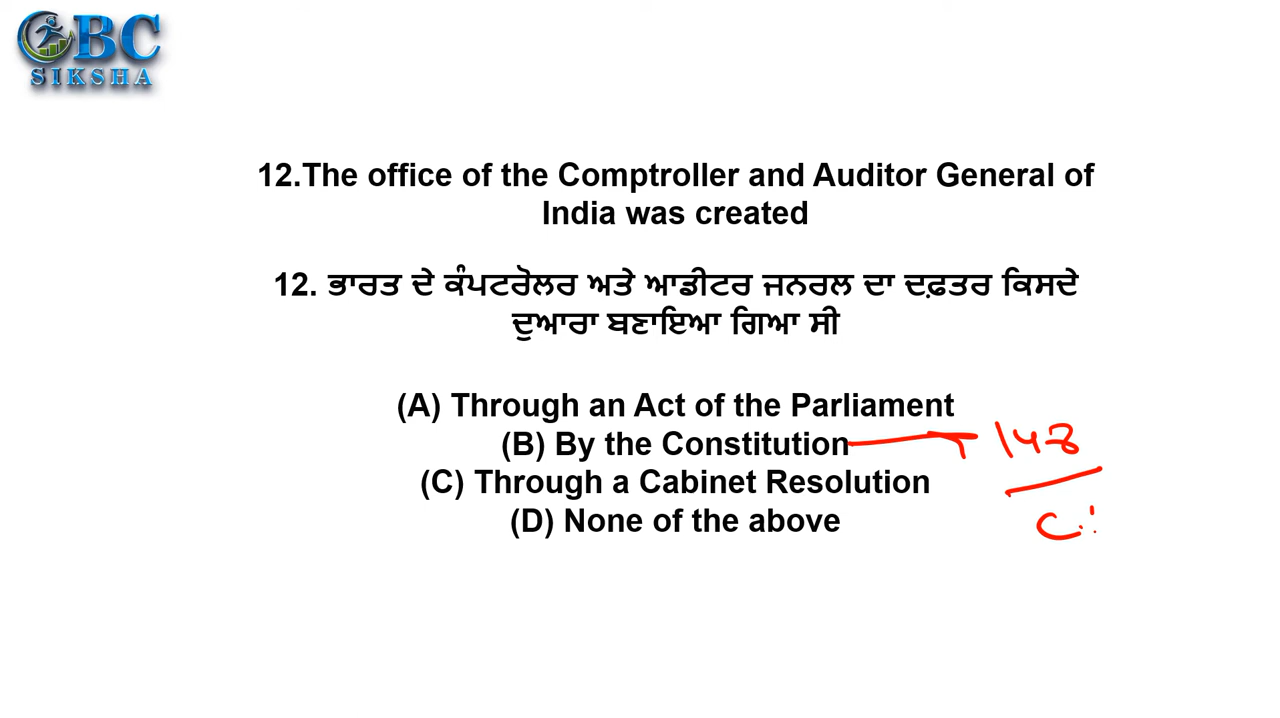 BC
SIKSHA
12.The office of the Comptroller and Auditor General of
India was created
12. ਭਾਰਤ ਦੇ ਕੰਪਟਰੋਲਰ ਅਤੇ ਆਡੀਟਰ ਜਨਰਲ ਦਾ ਦਫ਼ਤਰ ਕਿਸਦੇ
ਦੁਆਰਾ ਬਣਾਇਆ ਗਿਆ ਸੀ
(A) Through an Act of the Parliament
(B) By the Constitution 148
(C) Through a Cabinet Resolution
(D) None of the above